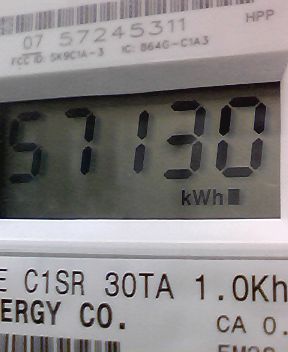 HPP
07 57245311
FCC ID: SK9C1A-3 IC: 864G-C1A3
57130
kWh
E C1SR 30TA 1.0Kh
ERGY CO.
CA 0.